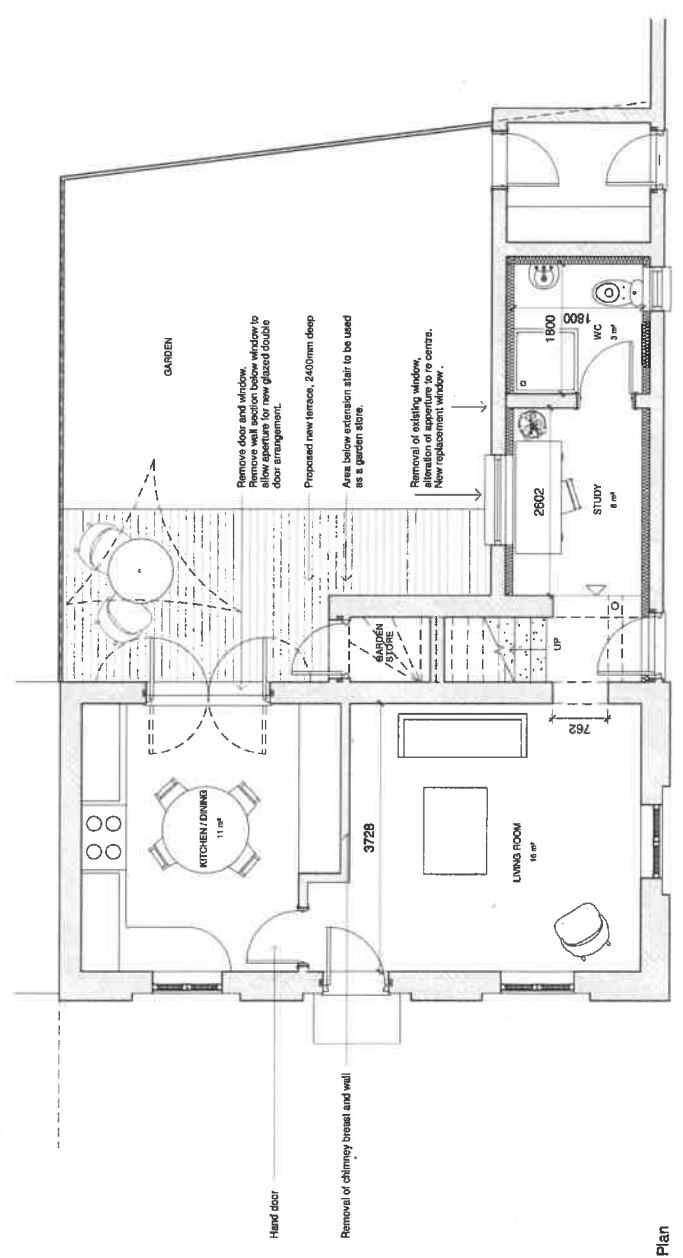 GARDEN
Remove door and window.
Remove wall section below window to
allow aperture for new glazed double
door arrangement.
Proposed new terrace, 2400mm deep
Area below extension stair to be used
as a garden store.
Removal of existing window,
alteration of apperture to re centre.
New replacement window .
1800
1800
WC
3 m²
2602
STUDY
6 m²
GARDEN
STORE
UP
762
KITCHEN / DINING
11 m²
3728
LIVING ROOM
16 m²
Hand door
Removal of chimney breast and wall
Plan